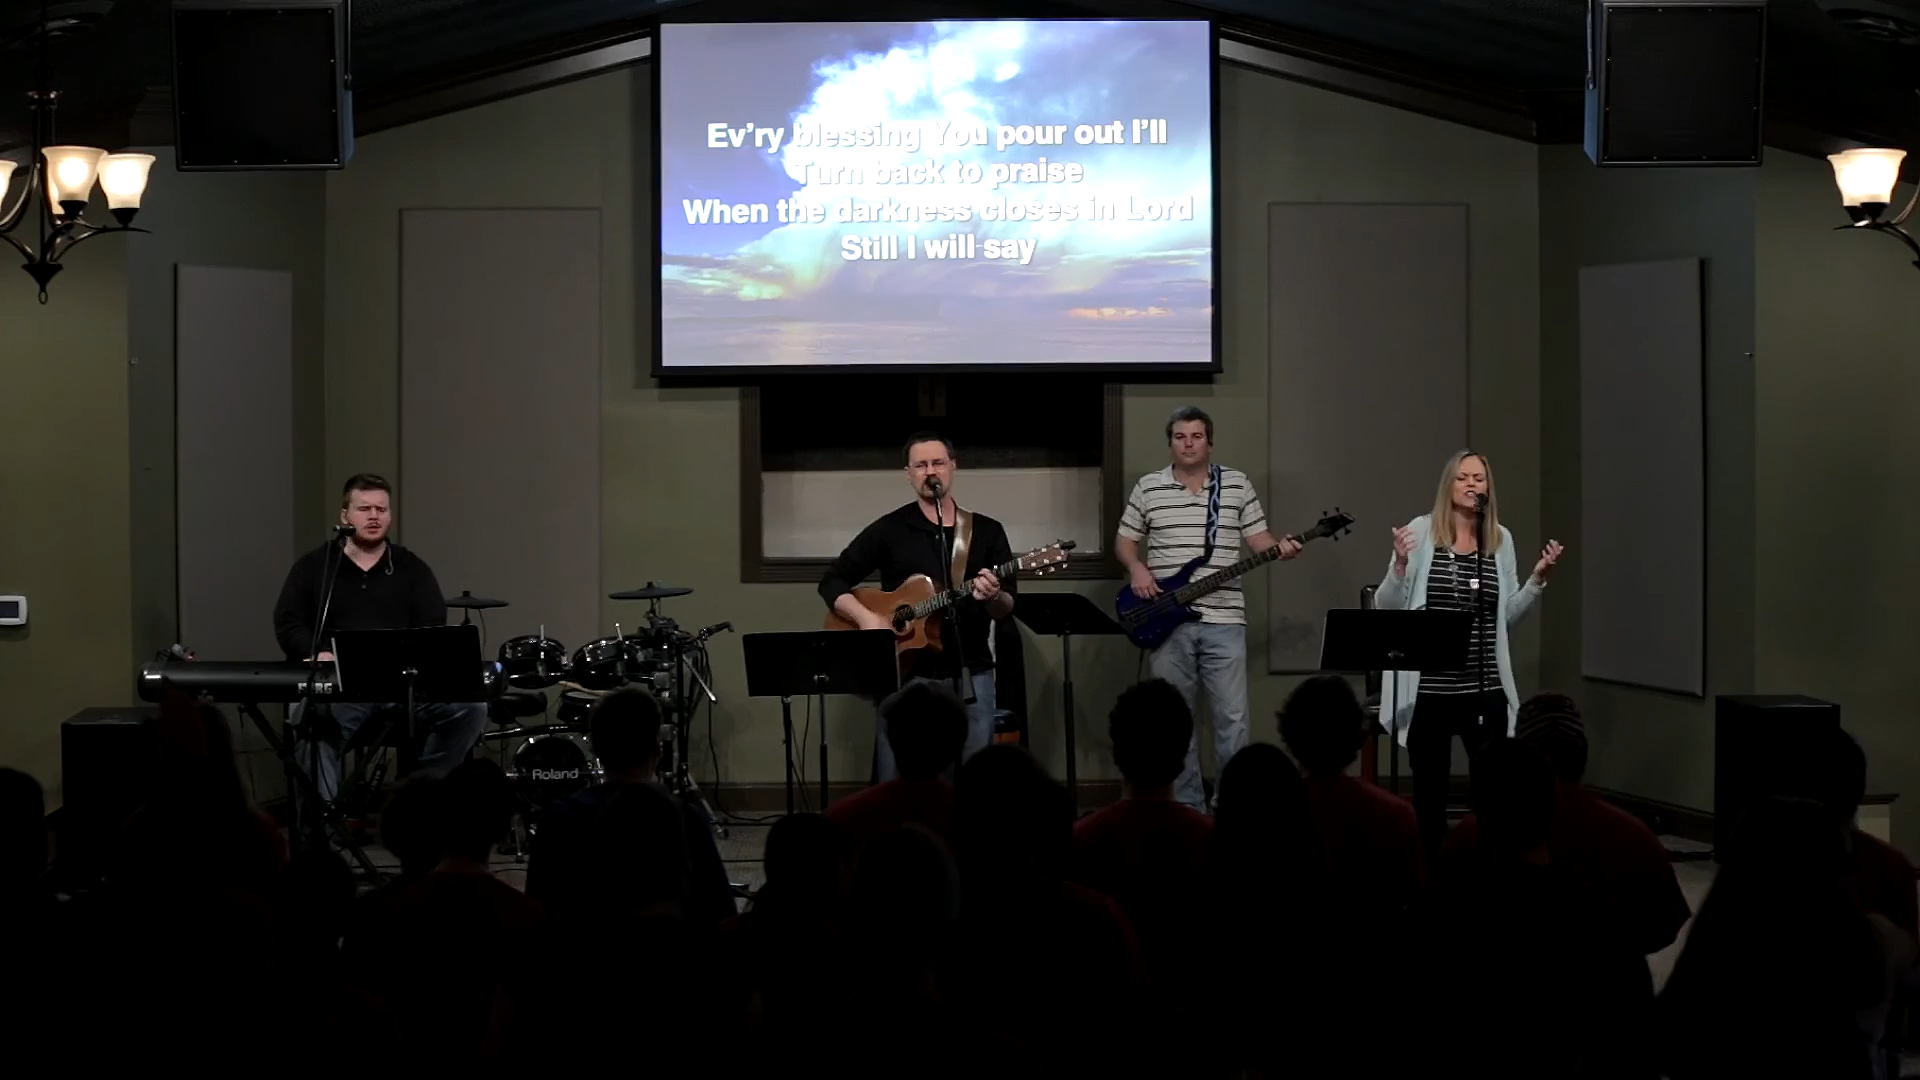 Ev'ry blessing You pour out I'll
Turn back to praise
When the darkness closes in Lord
Still I will say
KORG
Roland